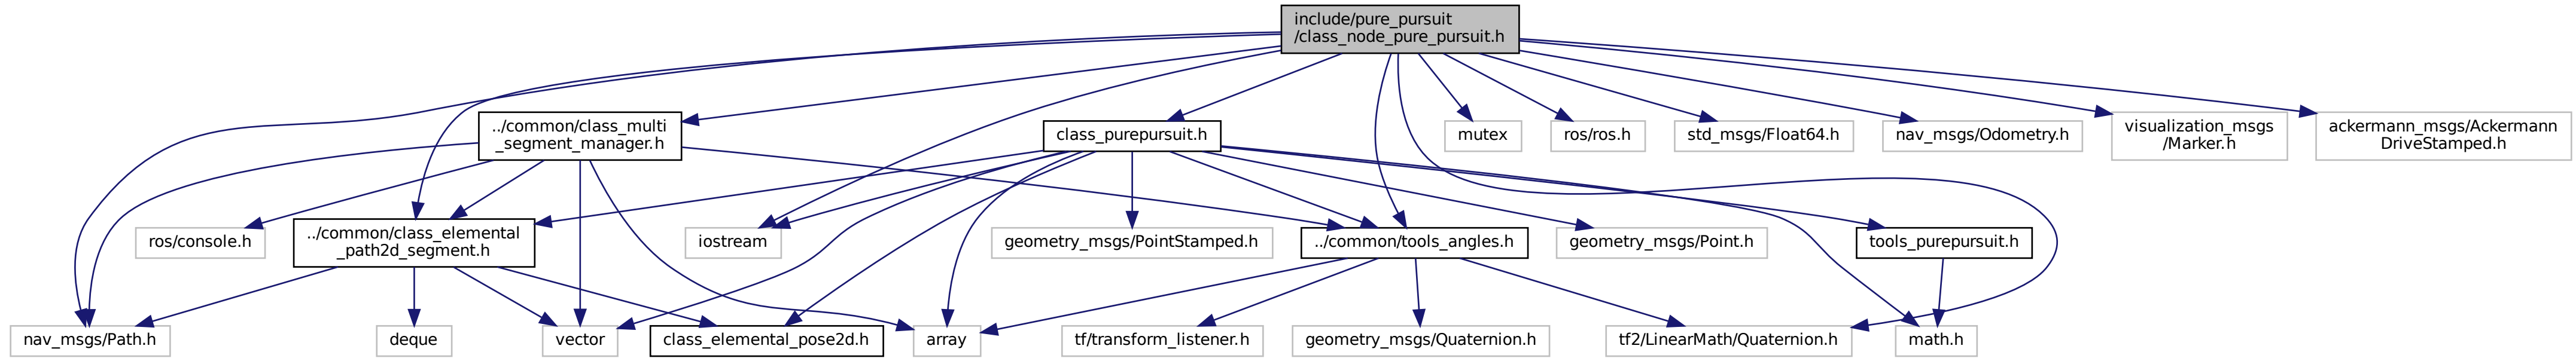 include/pure_pursuit
/class_node_pure_pursuit.h
../common/class_multi
_segment_manager.h
class_purepursuit.h
mutex
ros/ros.h
std_msgs/Float64.h
nav_msgs/Odometry.h
visualization_msgs
/Marker.h
ackermann_msgs/Ackermann
DriveStamped.h
ros/console.h
../common/class_elemental
_path2d_segment.h
iostream
geometry_msgs/PointStamped.h
../common/tools_angles.h
geometry_msgs/Point.h
tools_purepursuit.h
nav_msgs/Path.h
deque
vector
class_elemental_pose2d.h
array
tf/transform_listener.h
geometry_msgs/Quaternion.h
tf2/LinearMath/Quaternion.h
math.h